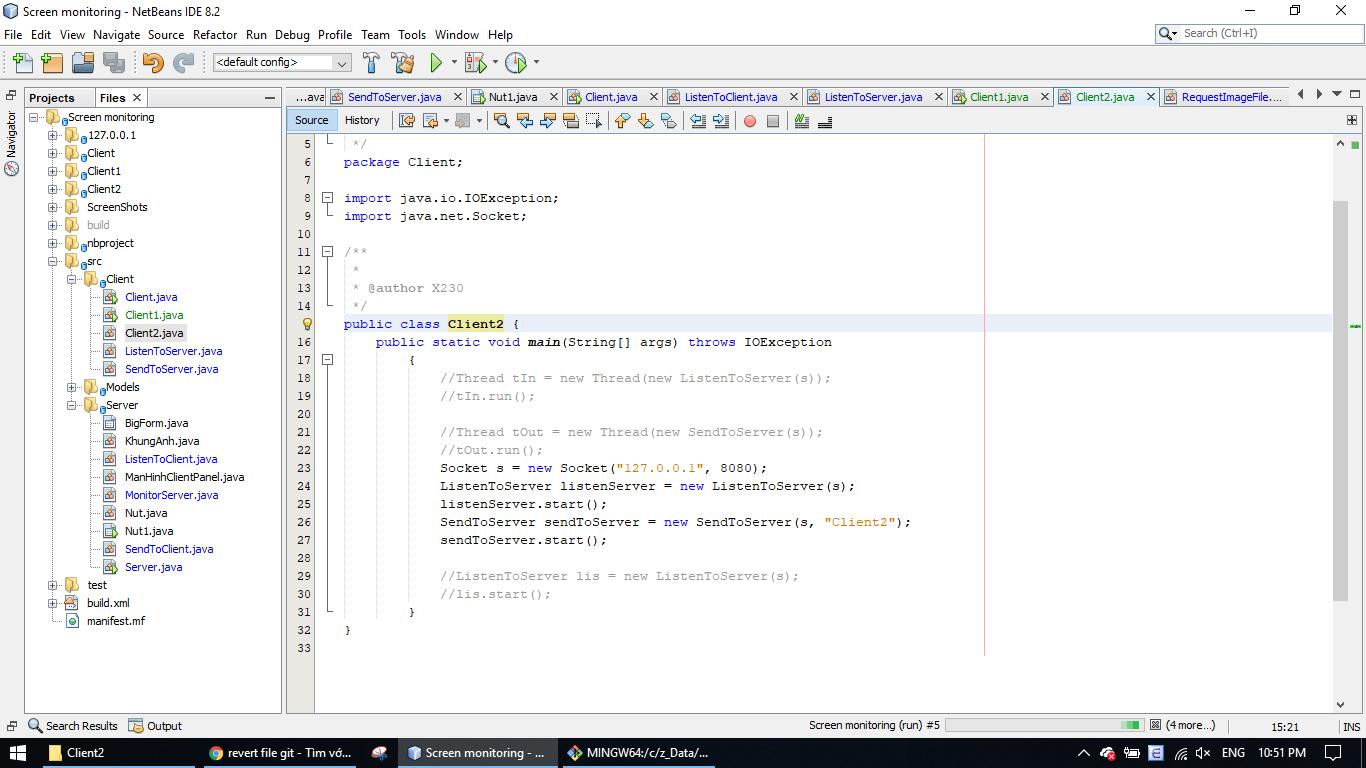 Screen monitoring - NetBeans IDE 8.2
File Edit View Navigate Source Refactor Run Debug Profile Team Tools Window Help
Search (Ctrl+I)
<default config>
Projects Files
...ava SendToServer.java Nut1.java Client.java ListenToClient.java ListenToServer.java Client1.java Client2.java RequestImageFile....
Source History
Navigator
Screen monitoring
127.0.0.1
Client
Client1
Client2
ScreenShots
build
nbproject
src
Client
Client.java
Client1.java
Client2.java
ListenToServer.java
SendToServer.java
Models
Server
BigForm.java
KhungAnh.java
ListenToClient.java
ManHinhClientPanel.java
MonitorServer.java
Nut.java
Nut1.java
SendToClient.java
Server.java
test
build.xml
manifest.mf
5 */
6 package Client;
7
8 import java.io.IOException;
9 import java.net.Socket;
10
11 /**
12 *
13 * @author X230
14 */
public class Client2 {
16 public static void main(String[] args) throws IOException
17 {
18 //Thread tIn = new Thread(new ListenToServer(s));
19 //tIn.run();
20
21 //Thread tOut = new Thread(new SendToServer(s));
22 //tOut.run();
23 Socket s = new Socket("127.0.0.1", 8080);
24 ListenToServer listenServer = new ListenToServer(s);
25 listenServer.start();
26 SendToServer sendToServer = new SendToServer(s, "Client2");
27 sendToServer.start();
28
29 //ListenToServer lis = new ListenToServer(s);
30 //lis.start();
31 }
32 }
33
Search Results Output
Screen monitoring (run) #5 (4 more...) 15:21 INS
Client2 revert file git - Tìm vớ... Screen monitoring - ... MINGW64:/c/z_Data/... ENG 10:51 PM